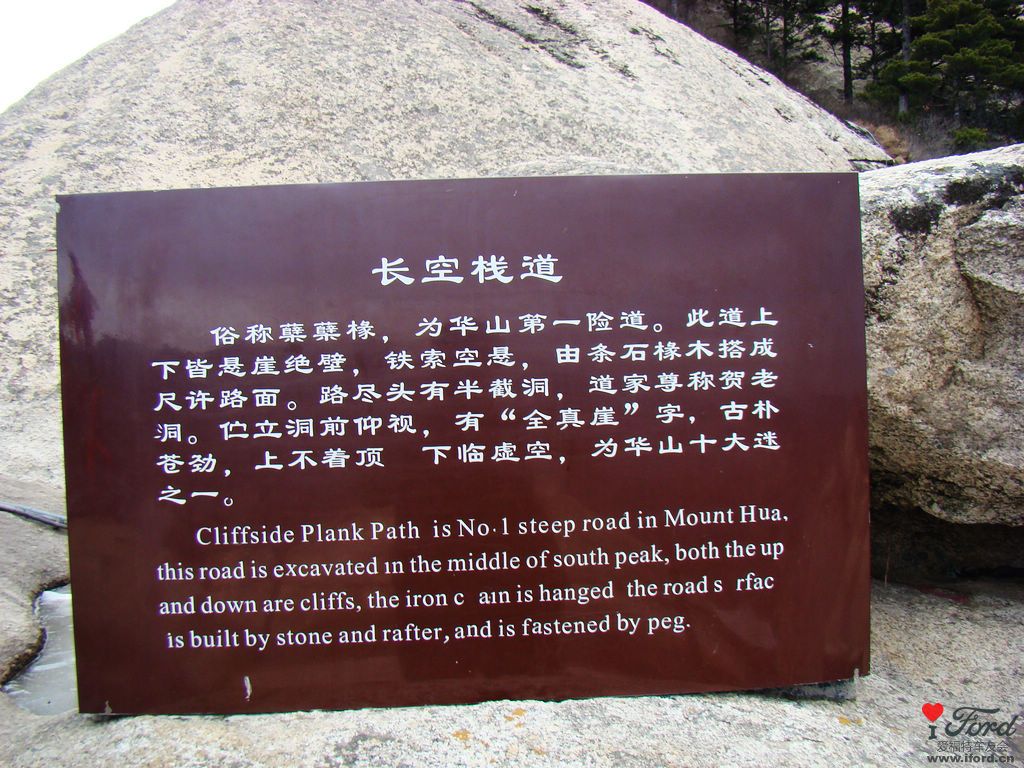 长空栈道
俗称蘖蘖椽，为华山第一险道。此道上
下皆悬崖绝壁，铁索空悬，由条石椽木搭成
尺许路面。路尽头有半截洞，道家尊称贺老
洞。伫立洞前仰视，有“全真崖”字，古朴
苍劲，上不着顶 下临虚空，为华山十大迷
之一。
Cliffside Plank Path is No·1 steep road in Mount Hua,
this road is excavated in the middle of south peak, both the up
and down are cliffs, the iron c ain is hanged the road s rfac
is built by stone and rafter, and is fastened by peg.
I Ford
爱福特车友会
www.iford.cn